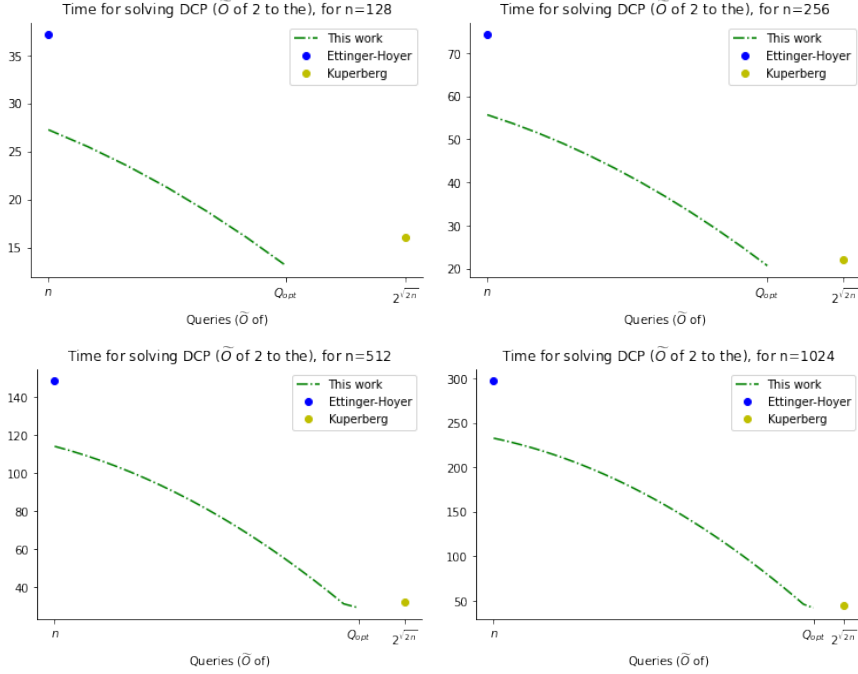 Time for solving DCP (Õ of 2 to the), for n=128
This work
Ettinger-Hoyer
Kuperberg
35
30
25
20
15
n
Q_opt
2^√2n
Queries (Õ of)
Time for solving DCP (Õ of 2 to the), for n=256
This work
Ettinger-Hoyer
Kuperberg
70
60
50
40
30
20
n
Q_opt
2^√2n
Queries (Õ of)
Time for solving DCP (Õ of 2 to the), for n=512
This work
Ettinger-Hoyer
Kuperberg
140
120
100
80
60
40
n
Q_opt
2^√2n
Queries (Õ of)
Time for solving DCP (Õ of 2 to the), for n=1024
This work
Ettinger-Hoyer
Kuperberg
300
250
200
150
100
50
n
Q_opt
2^√2n
Queries (Õ of)